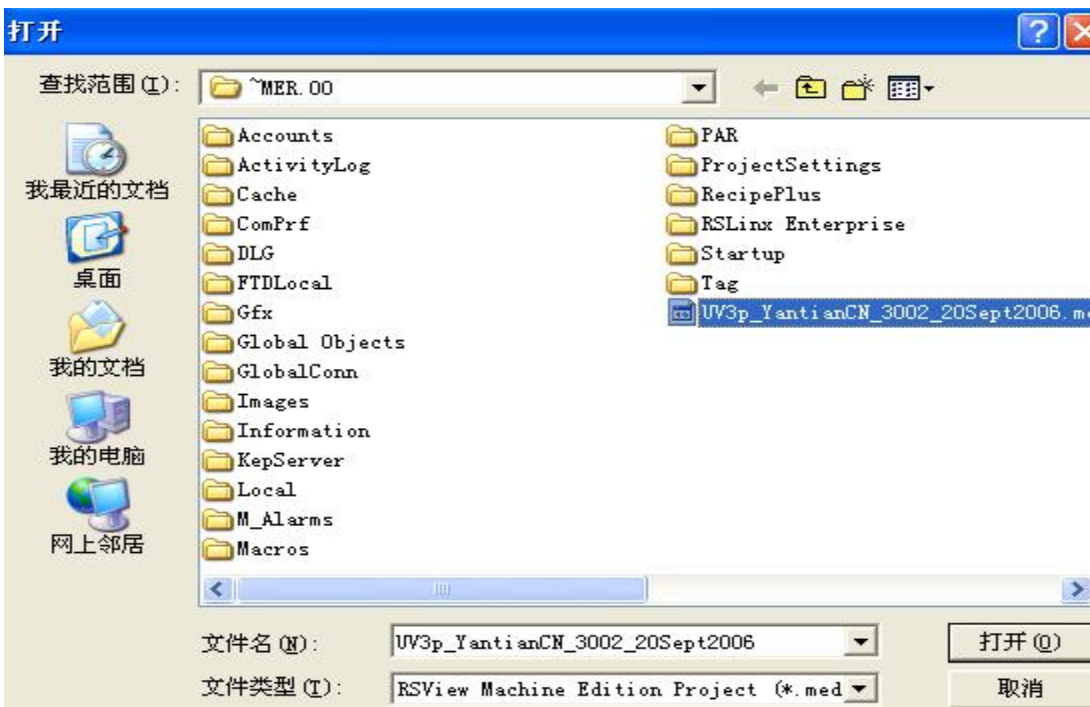 打开
查找范围(I):
~MER.00
我最近的文档
桌面
我的文档
我的电脑
网上邻居
Accounts
ActivityLog
Cache
ComPrf
DLG
FTDLocal
Gfx
Global Objects
GlobalConn
Images
Information
KepServer
Local
M_Alarms
Macros
PAR
ProjectSettings
RecipePlus
RSLinx Enterprise
Startup
Tag
UV3p_YantianCN_3002_20Sept2006.me
文件名(N):
UV3p_YantianCN_3002_20Sept2006
打开(O)
文件类型(T):
RSView Machine Edition Project (*.med
取消